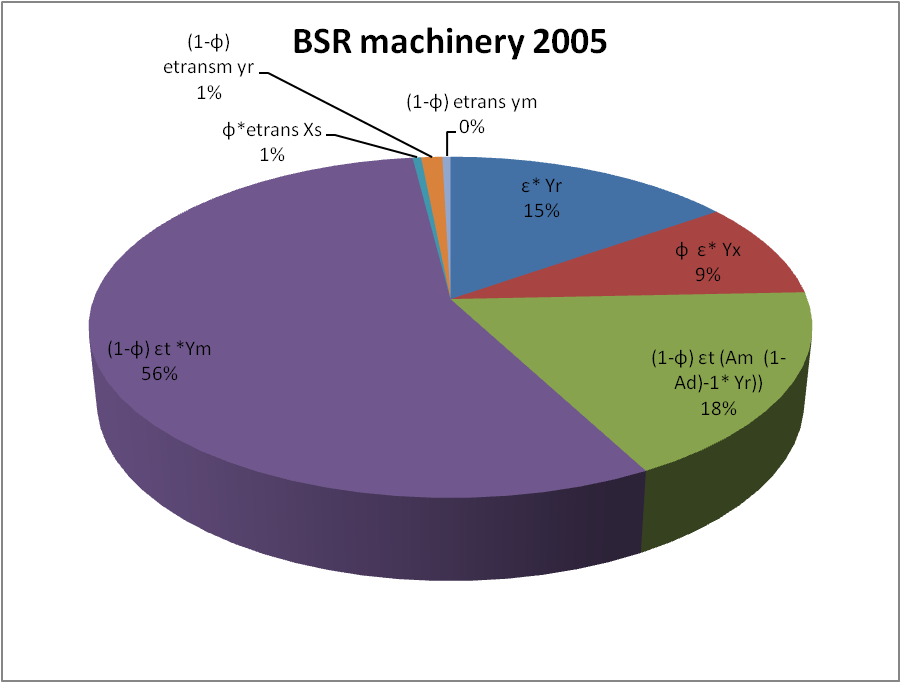 BSR machinery 2005
(1-φ)
etransm yr
1%
(1-φ) etrans ym
0%
φ*etrans Xs
1%
ε* Yr
15%
φ  ε* Yx
9%
(1-φ) εt *Ym
56%
(1-φ) εt (Am  (1-
Ad)-1* Yr))
18%